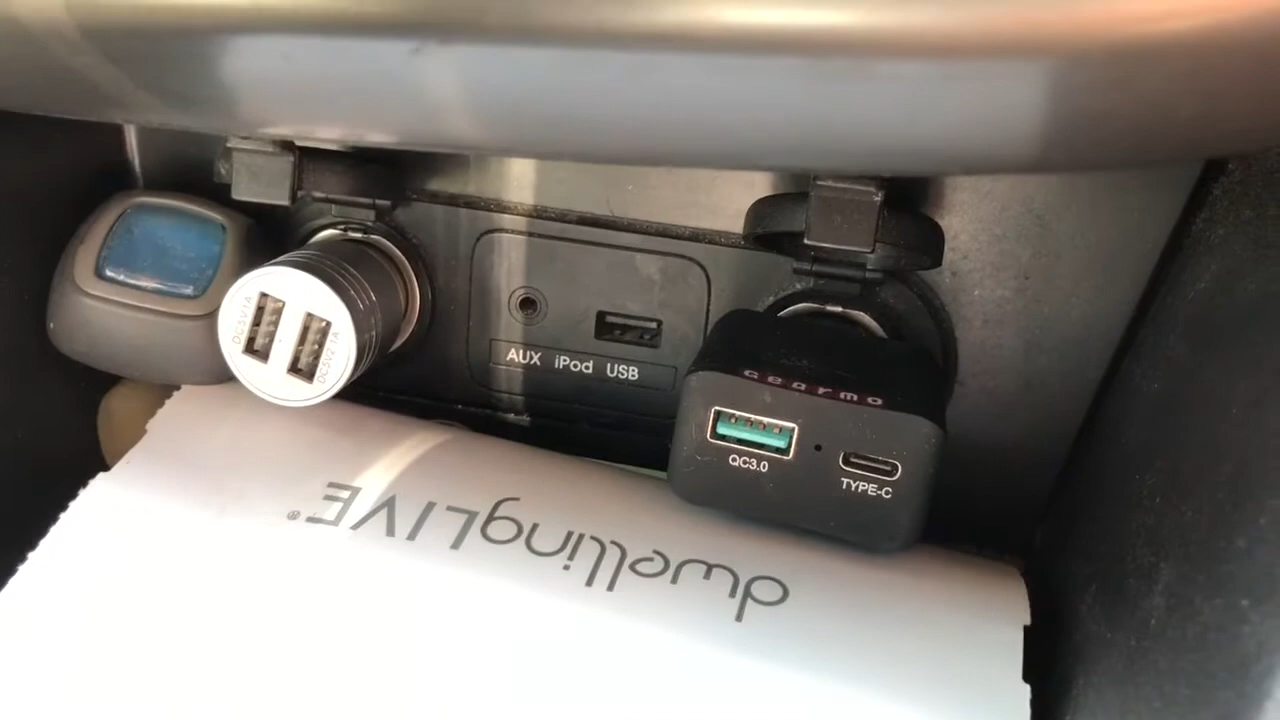 DC5V1A
DC5V2.1A
AUX iPod USB
Gearmo
QC3.0
TYPE-C
dwellingLIVE®